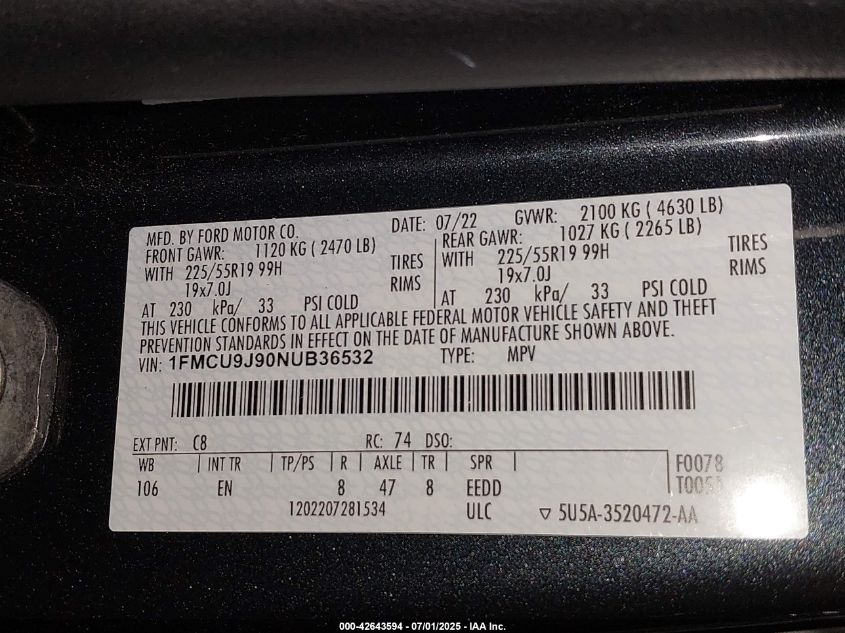 MFD. BY FORD MOTOR CO. DATE: 07/22 GVWR: 2100 KG ( 4630 LB)
FRONT GAWR: 1120 KG ( 2470 LB) REAR GAWR: 1027 KG ( 2265 LB)
WITH 225/55R19 99H TIRES WITH 225/55R19 99H TIRES
19x7.0J RIMS 19x7.0J RIMS
AT 230 kPa/ 33 PSI COLD AT 230 kPa/ 33 PSI COLD
THIS VEHICLE CONFORMS TO ALL APPLICABLE FEDERAL MOTOR VEHICLE SAFETY AND THEFT
PREVENTION STANDARDS IN EFFECT ON THE DATE OF MANUFACTURE SHOWN ABOVE.
VIN: 1FMCU9J90NUB36532 TYPE: MPV
EXT PNT: C8 RC: 74 DSO:
WB INT TR TP/PS R AXLE TR SPR F0078
106 EN 8 47 8 EEDD
1202207281534 ULC ▽ 5U5A-3520472-AA
000-42643594 - 07/01/2025 - IAA Inc.